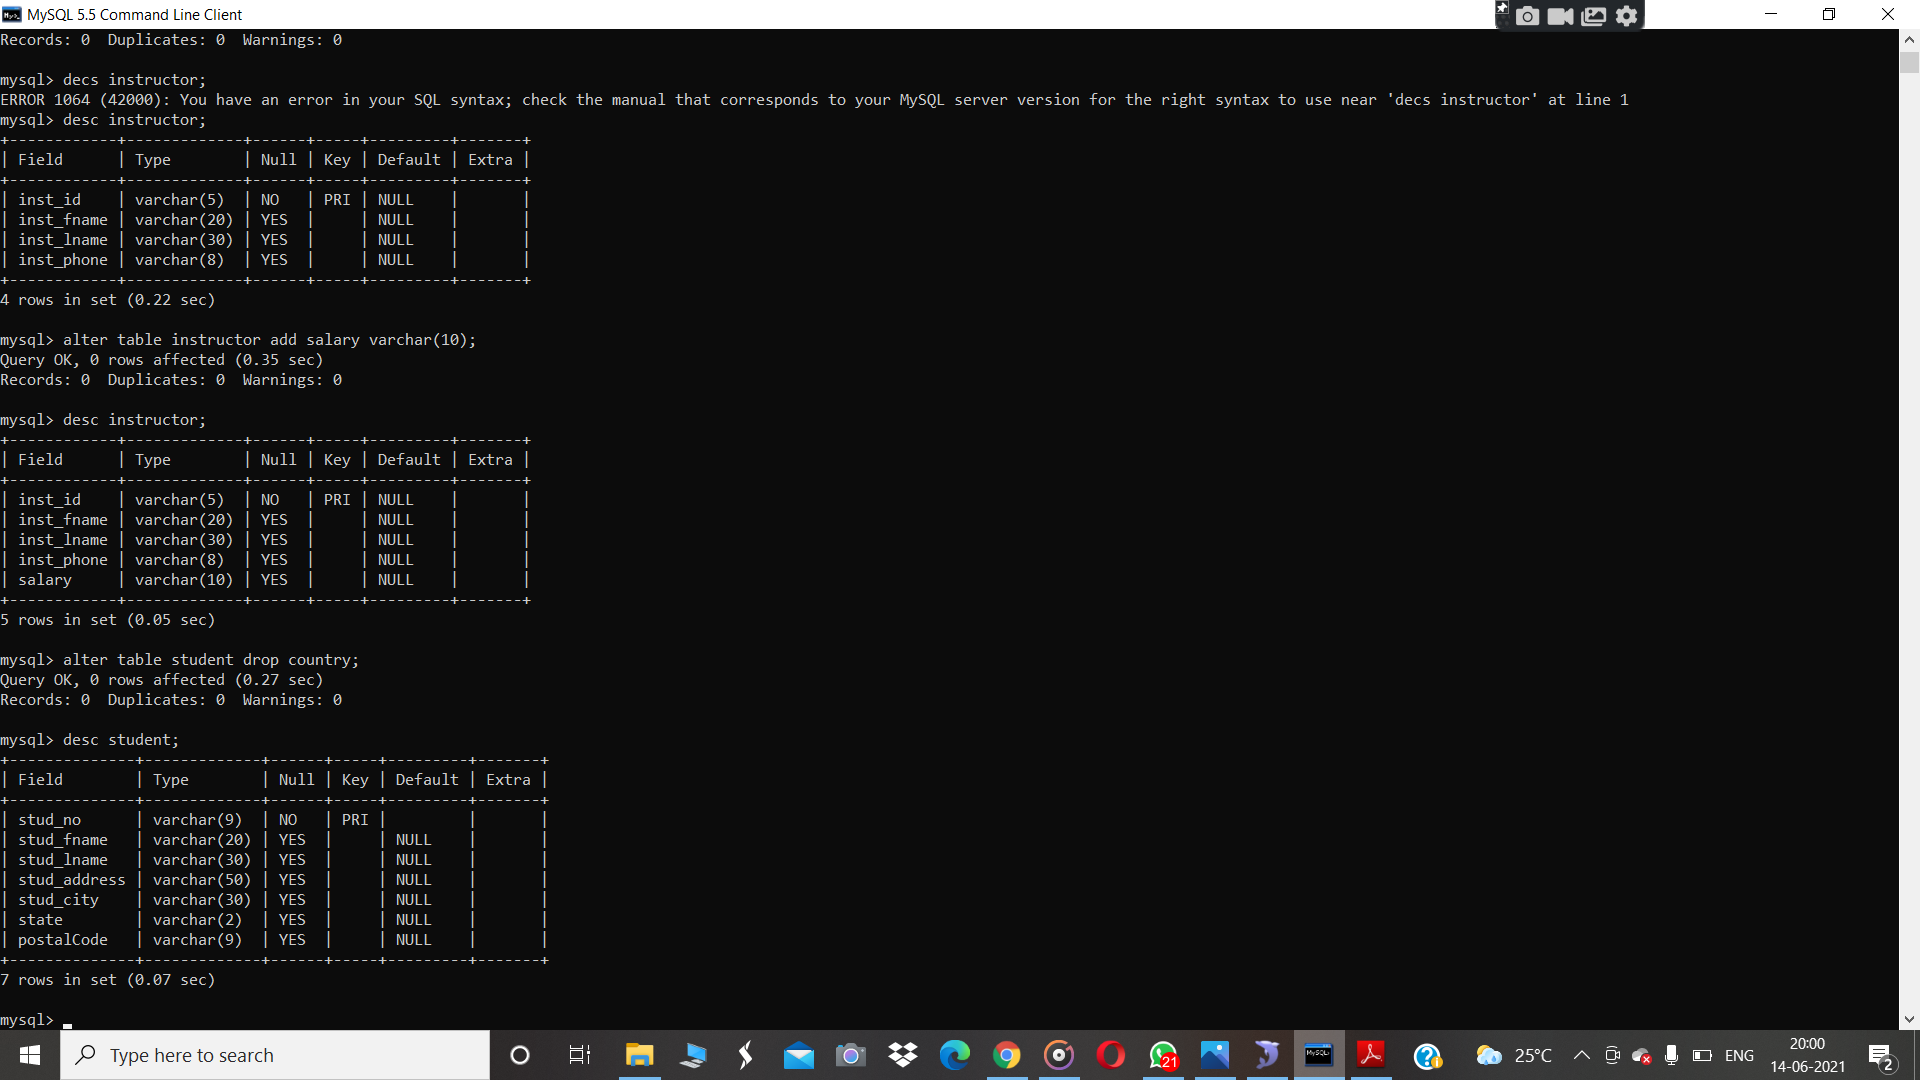 MySQL 5.5 Command Line Client
Records: 0  Duplicates: 0  Warnings: 0
mysql> decs instructor;
ERROR 1064 (42000): You have an error in your SQL syntax; check the manual that corresponds to your MySQL server version for the right syntax to use near 'decs instructor' at line 1
mysql> desc instructor;
+------------+-------------+------+-----+---------+-------+
| Field      | Type        | Null | Key | Default | Extra |
+------------+-------------+------+-----+---------+-------+
| inst_id    | varchar(5)  | NO   | PRI | NULL    |       |
| inst_fname | varchar(20) | YES  |     | NULL    |       |
| inst_lname | varchar(30) | YES  |     | NULL    |       |
| inst_phone | varchar(8)  | YES  |     | NULL    |       |
+------------+-------------+------+-----+---------+-------+
4 rows in set (0.22 sec)
mysql> alter table instructor add salary varchar(10);
Query OK, 0 rows affected (0.35 sec)
Records: 0  Duplicates: 0  Warnings: 0
mysql> desc instructor;
+------------+-------------+------+-----+---------+-------+
| Field      | Type        | Null | Key | Default | Extra |
+------------+-------------+------+-----+---------+-------+
| inst_id    | varchar(5)  | NO   | PRI | NULL    |       |
| inst_fname | varchar(20) | YES  |     | NULL    |       |
| inst_lname | varchar(30) | YES  |     | NULL    |       |
| inst_phone | varchar(8)  | YES  |     | NULL    |       |
| salary     | varchar(10) | YES  |     | NULL    |       |
+------------+-------------+------+-----+---------+-------+
5 rows in set (0.05 sec)
mysql> alter table student drop country;
Query OK, 0 rows affected (0.27 sec)
Records: 0  Duplicates: 0  Warnings: 0
mysql> desc student;
+--------------+-------------+------+-----+---------+-------+
| Field        | Type        | Null | Key | Default | Extra |
+--------------+-------------+------+-----+---------+-------+
| stud_no      | varchar(9)  | NO   | PRI |         |       |
| stud_fname   | varchar(20) | YES  |     | NULL    |       |
| stud_lname   | varchar(30) | YES  |     | NULL    |       |
| stud_address | varchar(50) | YES  |     | NULL    |       |
| stud_city    | varchar(30) | YES  |     | NULL    |       |
| state        | varchar(2)  | YES  |     | NULL    |       |
| postalCode   | varchar(9)  | YES  |     | NULL    |       |
+--------------+-------------+------+-----+---------+-------+
7 rows in set (0.07 sec)
mysql> _
Type here to search
21
MySQL
25°C
ENG
20:00
14-06-2021
2